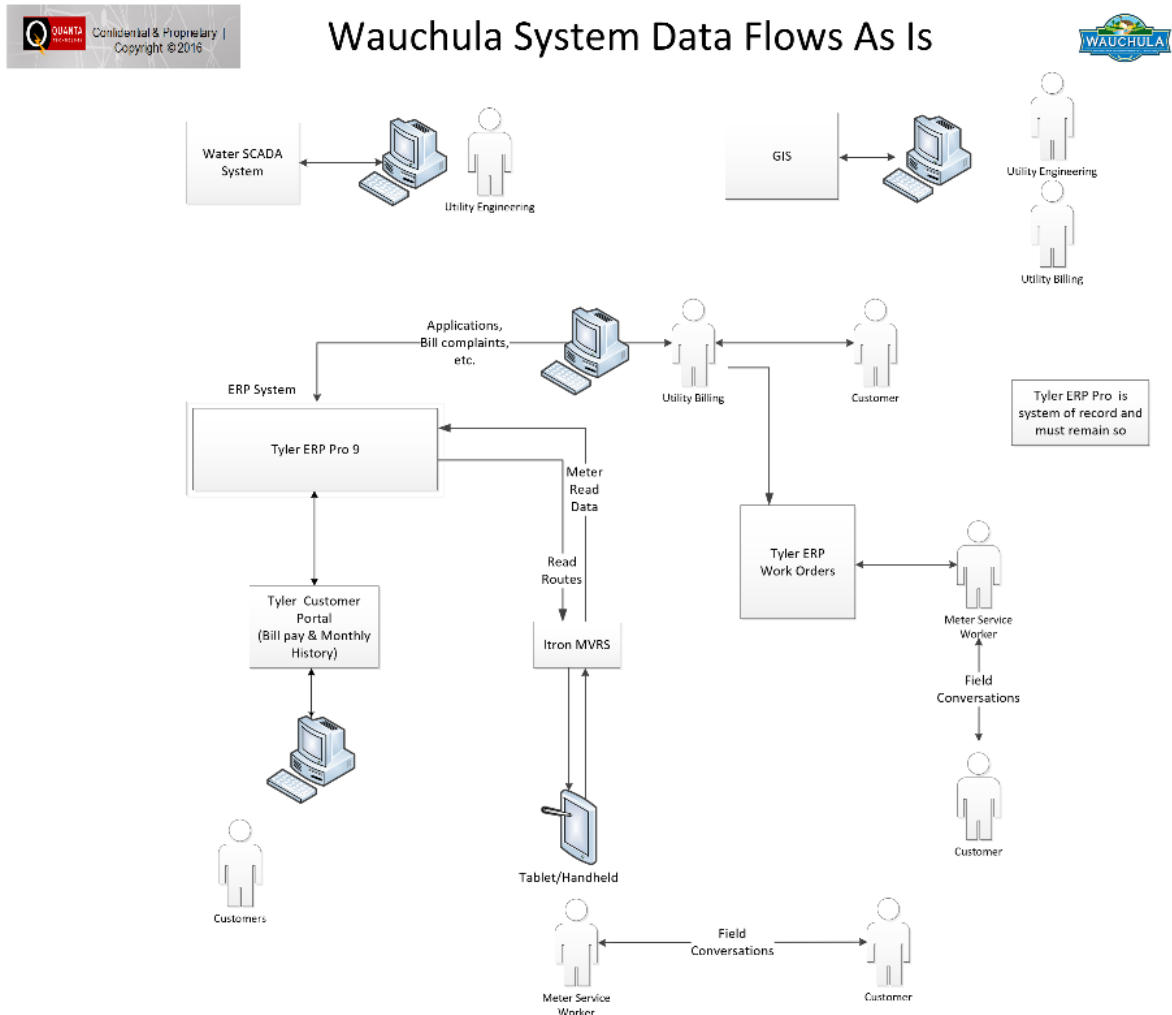 QUANTA
TECHNOLOGY
Confidential & Proprietary |
Copyright © 2016
Wauchula System Data Flows As Is
WAUCHULA
Water SCADA
System
Utility Engineering
GIS
Utility Engineering
Utility Billing
Applications,
Bill complaints,
etc.
Utility Billing
Customer
ERP System
Tyler ERP Pro is
system of record and
must remain so
Tyler ERP Pro 9
Meter
Read
Data
Read
Routes
Tyler ERP
Work Orders
Meter Service
Worker
Tyler Customer
Portal
(Bill pay & Monthly
History)
Itron MVRS
Field
Conversations
Customer
Tablet/Handheld
Customers
Field
Conversations
Meter Service
Worker
Customer